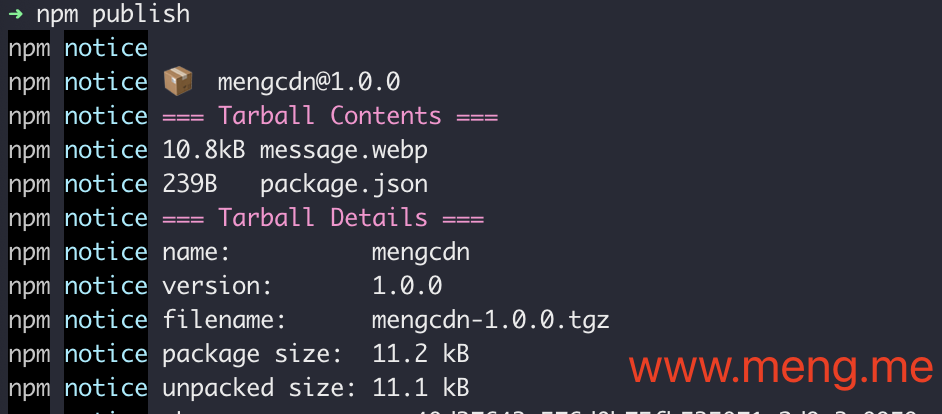 ➜ npm publish
npm notice
npm notice 📦 mengcdn@1.0.0
npm notice === Tarball Contents ===
npm notice 10.8kB message.webp
npm notice 239B package.json
npm notice === Tarball Details ===
npm notice name: mengcdn
npm notice version: 1.0.0
npm notice filename: mengcdn-1.0.0.tgz
npm notice package size: 11.2 kB
npm notice unpacked size: 11.1 kB
www.meng.me
npm notice